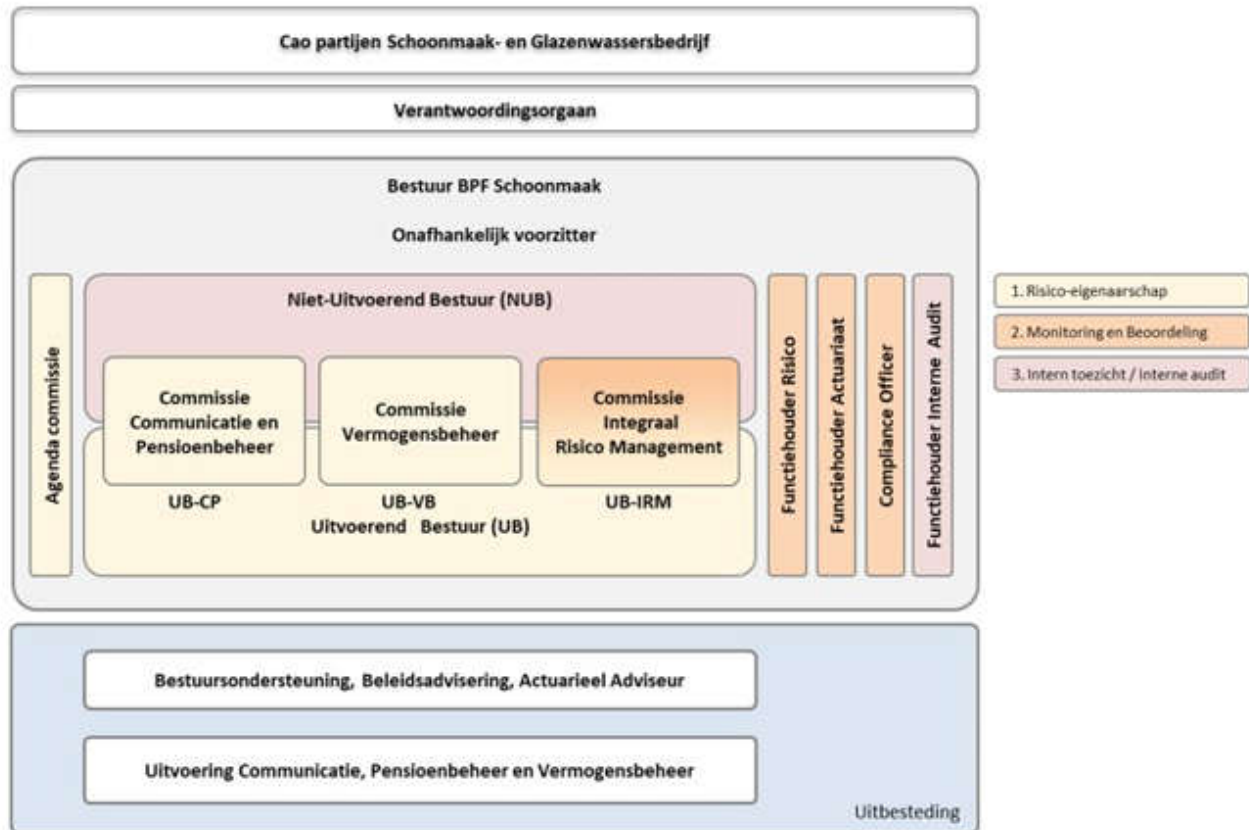 Cao partijen Schoonmaak- en Glazenwassersbedrijf
Verantwoordingsorgaan
Bestuur BPF Schoonmaak
Onafhankelijk voorzitter
Agenda commissie
Niet-Uitvoerend Bestuur (NUB)
Commissie
Communicatie en
Pensioenbeheer
Commissie
Vermogensbeheer
Commissie
Integraal
Risico Management
UB-CP
UB-VB
UB-IRM
Uitvoerend Bestuur (UB)
Functiehouder Risico
Functiehouder Actuariaat
Compliance Officer
Functiehouder Interne Audit
1. Risico-eigenaarschap
2. Monitoring en Beoordeling
3. Intern toezicht / interne audit
Bestuursondersteuning, Beleidsadvisering, Actuarieel Adviseur
Uitvoering Communicatie, Pensioenbeheer en Vermogensbeheer
Uitbesteding